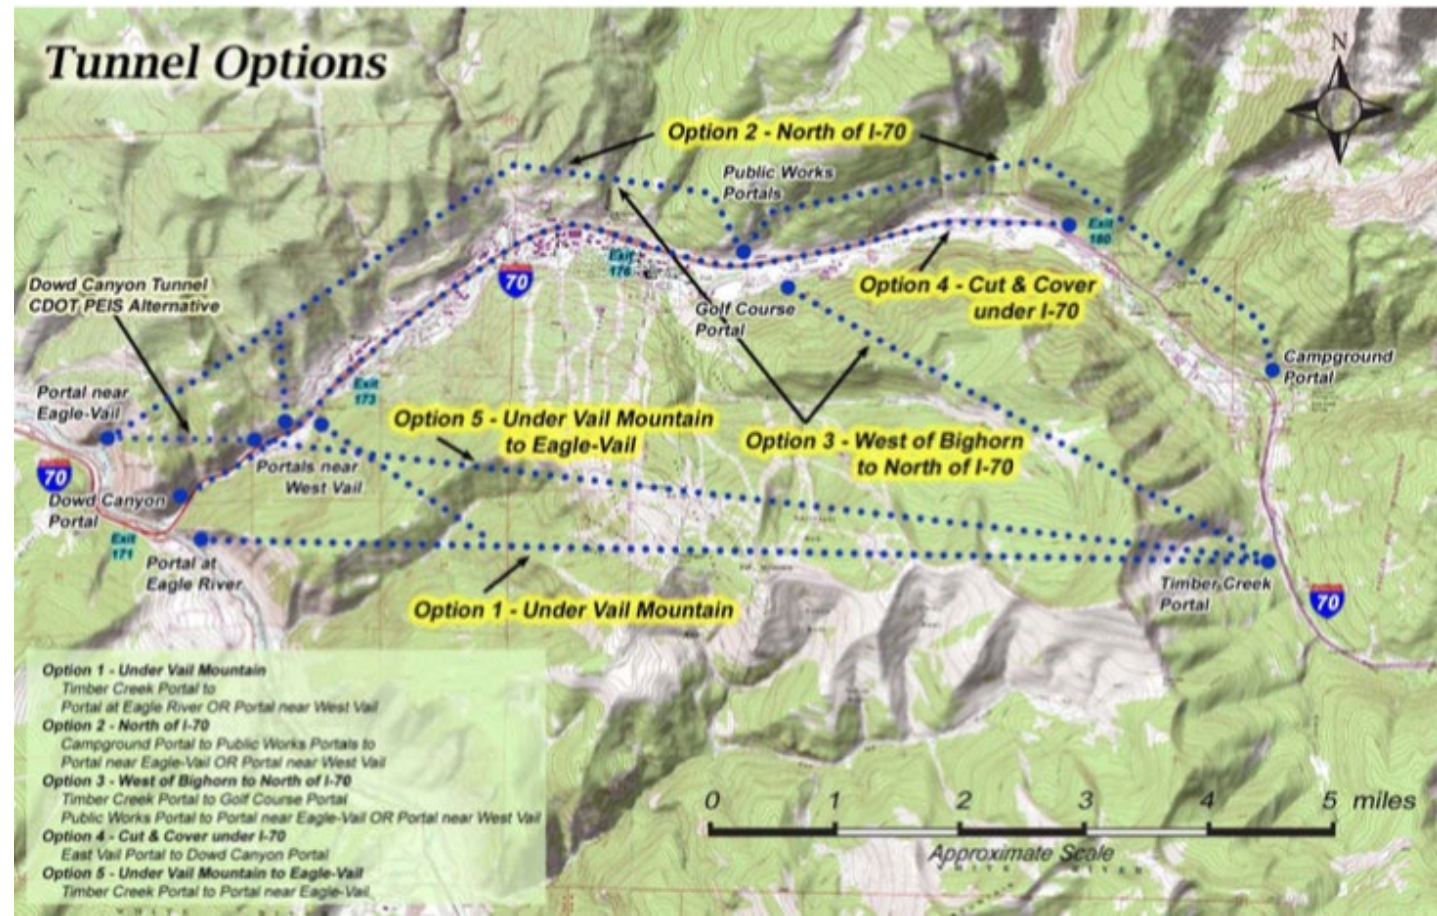 Tunnel Options
N
Option 2 - North of I-70
Public Works
Portals
Exit
180
Exit
176
70
Dowd Canyon Tunnel
CDOT PEIS Alternative
Option 4 - Cut & Cover
under I-70
Golf Course
Portal
Campground
Portal
Portal near
Eagle-Vail
Exit
173
Option 5 - Under Vail Mountain
to Eagle-Vail
Option 3 - West of Bighorn
to North of I-70
70
Portals near
West Vail
Dowd Canyon
Portal
Exit
171
Portal at
Eagle River
Timber Creek
Portal
70
Option 1 - Under Vail Mountain
Option 1 - Under Vail Mountain
Timber Creek Portal to
Portal at Eagle River OR Portal near West Vail
Option 2 - North of I-70
Campground Portal to Public Works Portals to
Portal near Eagle-Vail OR Portal near West Vail
Option 3 - West of Bighorn to North of I-70
Timber Creek Portal to Golf Course Portal
Public Works Portal to Portal near Eagle-Vail OR Portal near West Vail
Option 4 - Cut & Cover under I-70
East Vail Portal to Dowd Canyon Portal
Option 5 - Under Vail Mountain to Eagle-Vail
Timber Creek Portal to Portal near Eagle-Vail
0 1 2 3 4 5 miles
Approximate Scale